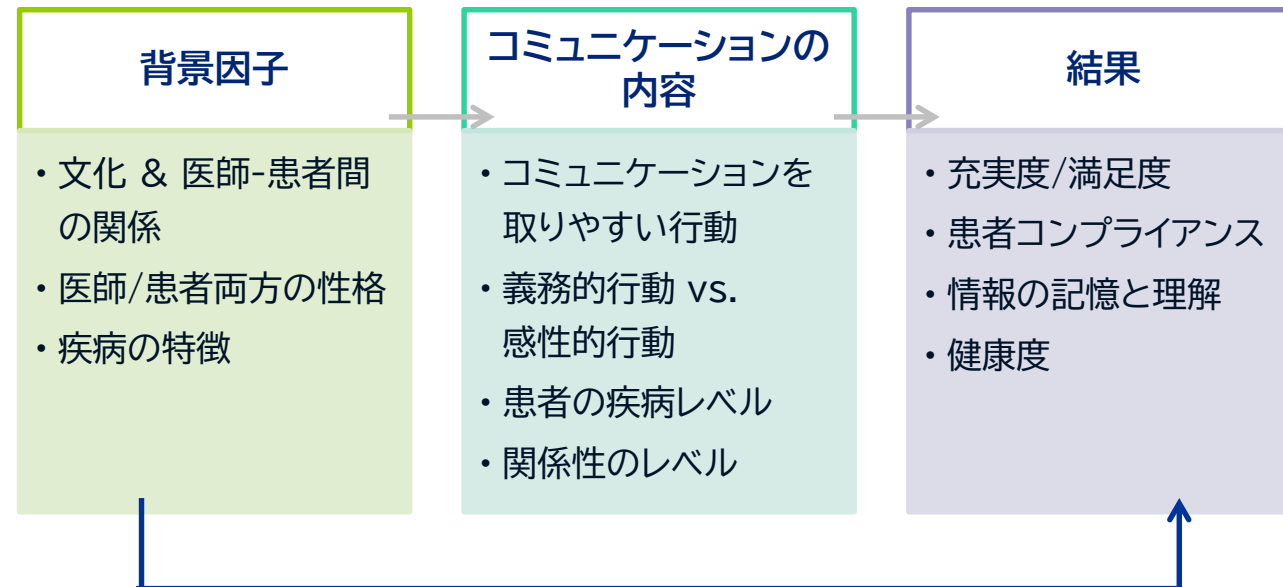 背景因子
・文化 & 医師-患者間
の関係
・医師/患者両方の性格
・疾病の特徴
コミュニケーションの
内容
・コミュニケーションを
取りやすい行動
・義務的行動 vs.
感性的行動
・患者の疾病レベル
・関係性のレベル
結果
・充実度/満足度
・患者コンプライアンス
・情報の記憶と理解
・健康度